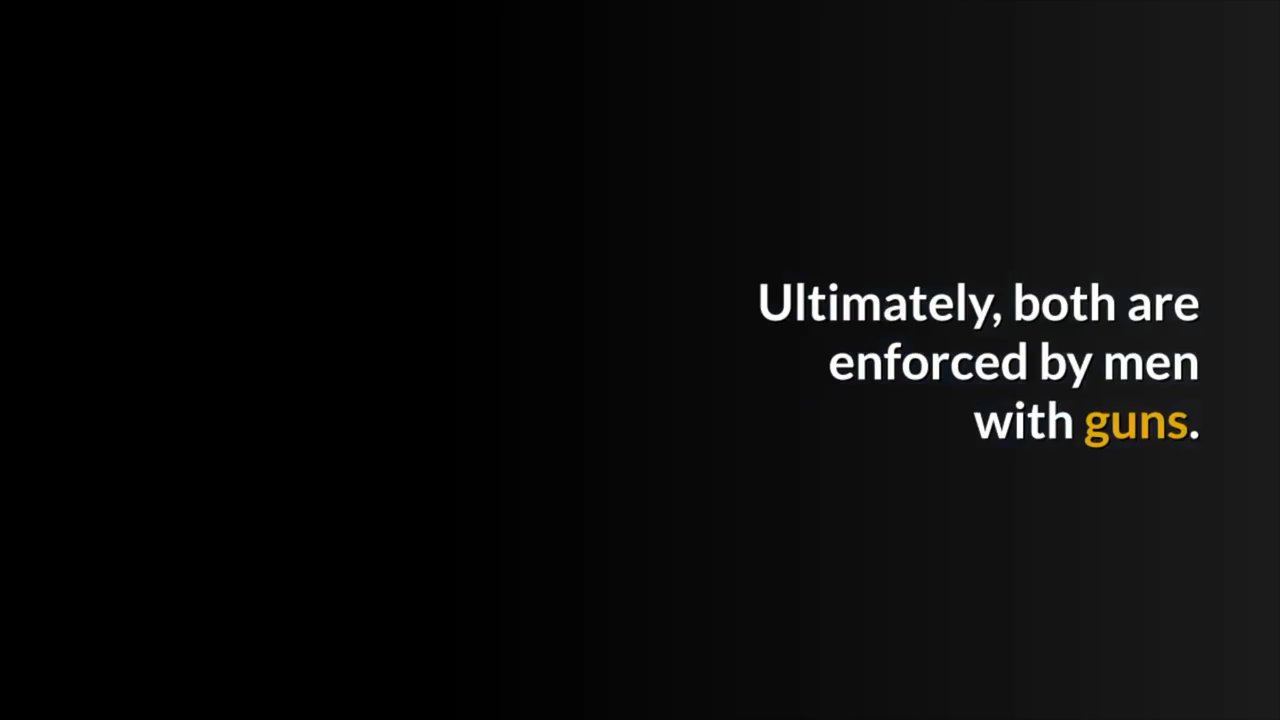 Ultimately, both are
enforced by men
with guns.